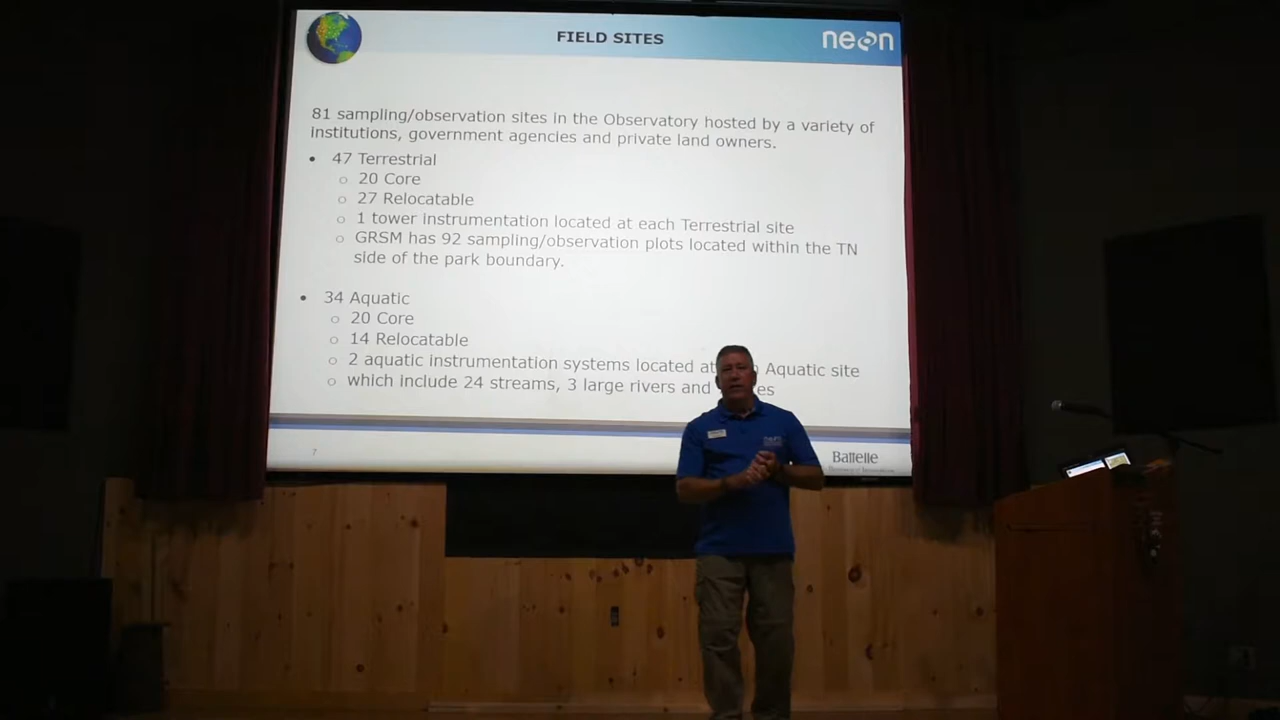 FIELD SITES
neon
81 sampling/observation sites in the Observatory hosted by a variety of
institutions, government agencies and private land owners.
• 47 Terrestrial
o 20 Core
o 27 Relocatable
o 1 tower instrumentation located at each Terrestrial site
o GRSM has 92 sampling/observation plots located within the TN
side of the park boundary.
• 34 Aquatic
o 20 Core
o 14 Relocatable
o 2 aquatic instrumentation systems located at Aquatic site
o which include 24 streams, 3 large rivers and
7
Battelle
neon